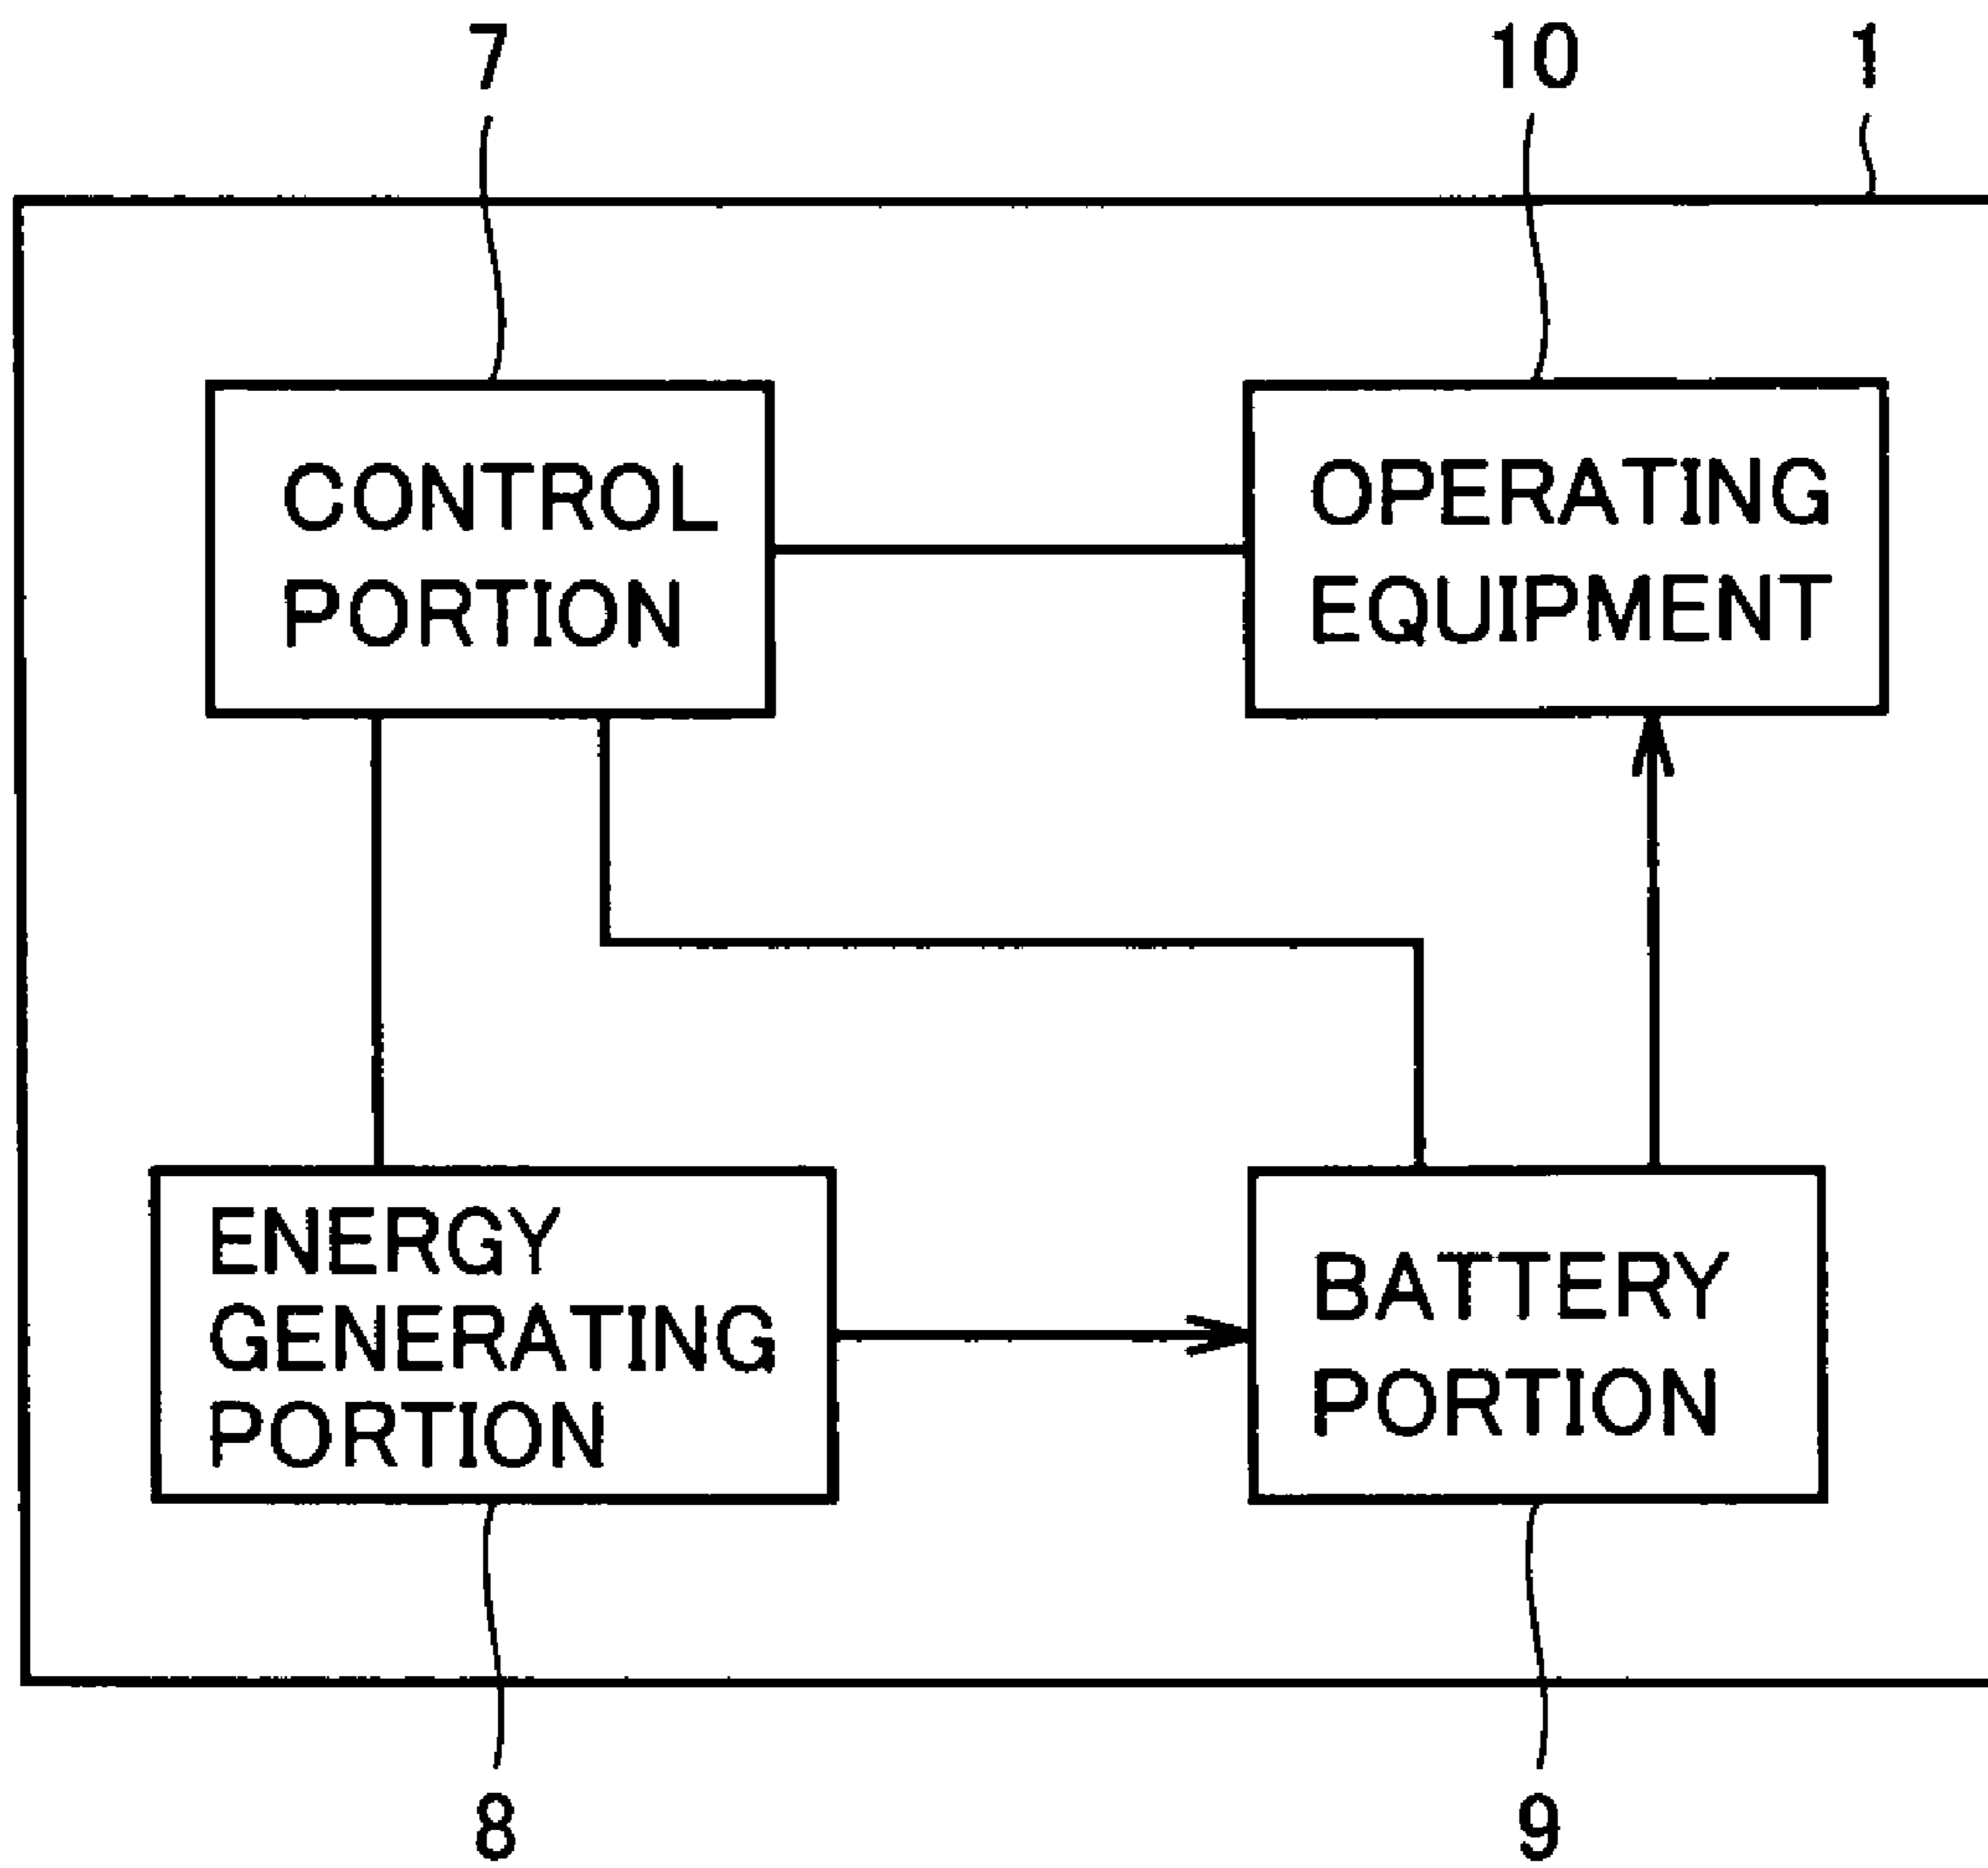 7
10
1
CONTROL
PORTION
OPERATING
EQUIPMENT
ENERGY
GENERATING
PORTION
BATTERY
PORTION
8
9